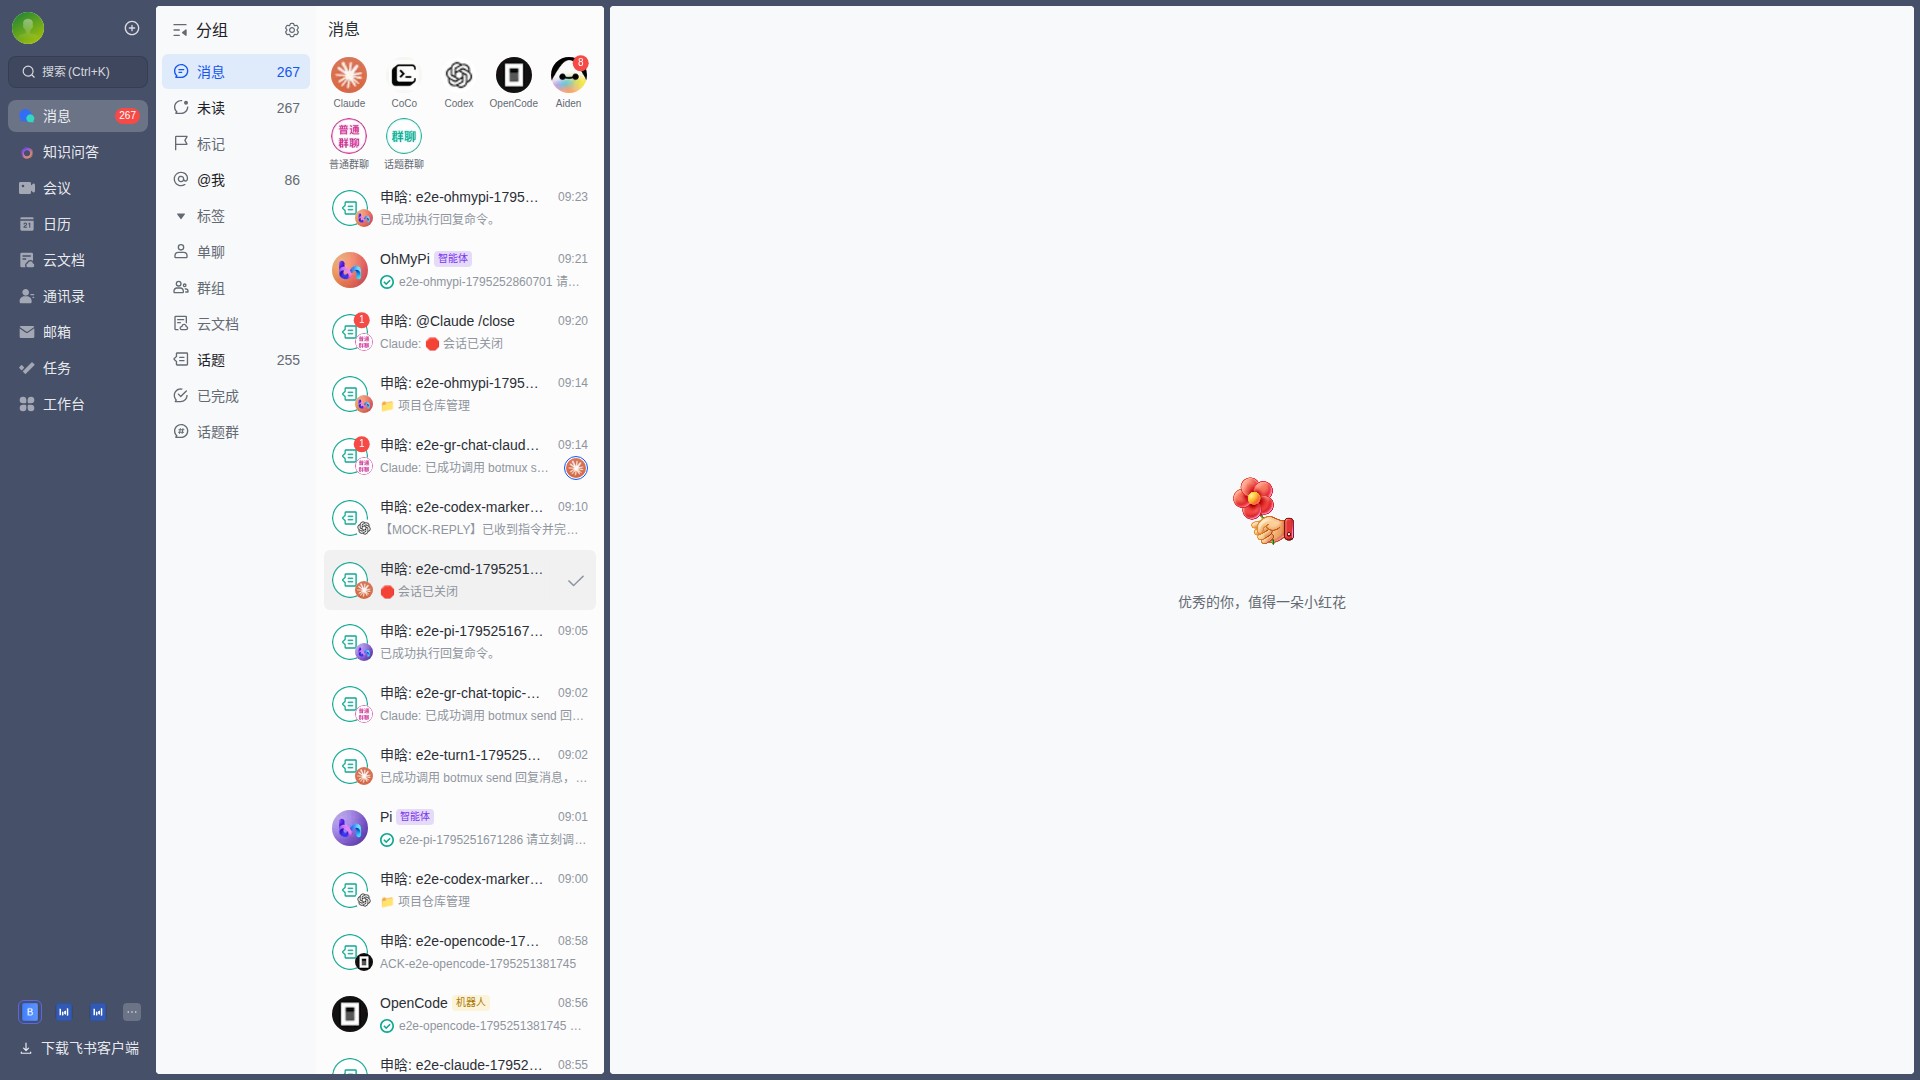 搜索 (Ctrl+K)
消息
267
知识问答
会议
日历
云文档
通讯录
邮箱
任务
工作台
B
下载飞书客户端
分组
消息
267
未读
267
标记
@我
86
标签
单聊
群组
云文档
话题
255
已完成
话题群
消息
8
Claude
CoCo
Codex
OpenCode
Aiden
普通
群聊
群聊
普通群聊
话题群聊
申晗: e2e-ohmypi-1795…
09:23
已成功执行回复命令。
OhMyPi 智能体
09:21
e2e-ohmypi-1795252860701 请…
1
申晗: @Claude /close
09:20
Claude: 会话已关闭
申晗: e2e-ohmypi-1795…
09:14
项目仓库管理
1
申晗: e2e-gr-chat-claud…
09:14
Claude: 已成功调用 botmux s…
申晗: e2e-codex-marker…
09:10
【MOCK-REPLY】已收到指令并完…
申晗: e2e-cmd-1795251…
会话已关闭
申晗: e2e-pi-179525167…
09:05
已成功执行回复命令。
申晗: e2e-gr-chat-topic-…
09:02
Claude: 已成功调用 botmux send 回…
申晗: e2e-turn1-179525…
09:02
已成功调用 botmux send 回复消息，…
Pi 智能体
09:01
e2e-pi-1795251671286 请立刻调…
申晗: e2e-codex-marker…
09:00
项目仓库管理
申晗: e2e-opencode-17…
08:58
ACK-e2e-opencode-1795251381745
OpenCode 机器人
08:56
e2e-opencode-1795251381745 …
申晗: e2e-claude-17952…
08:55
优秀的你，值得一朵小红花